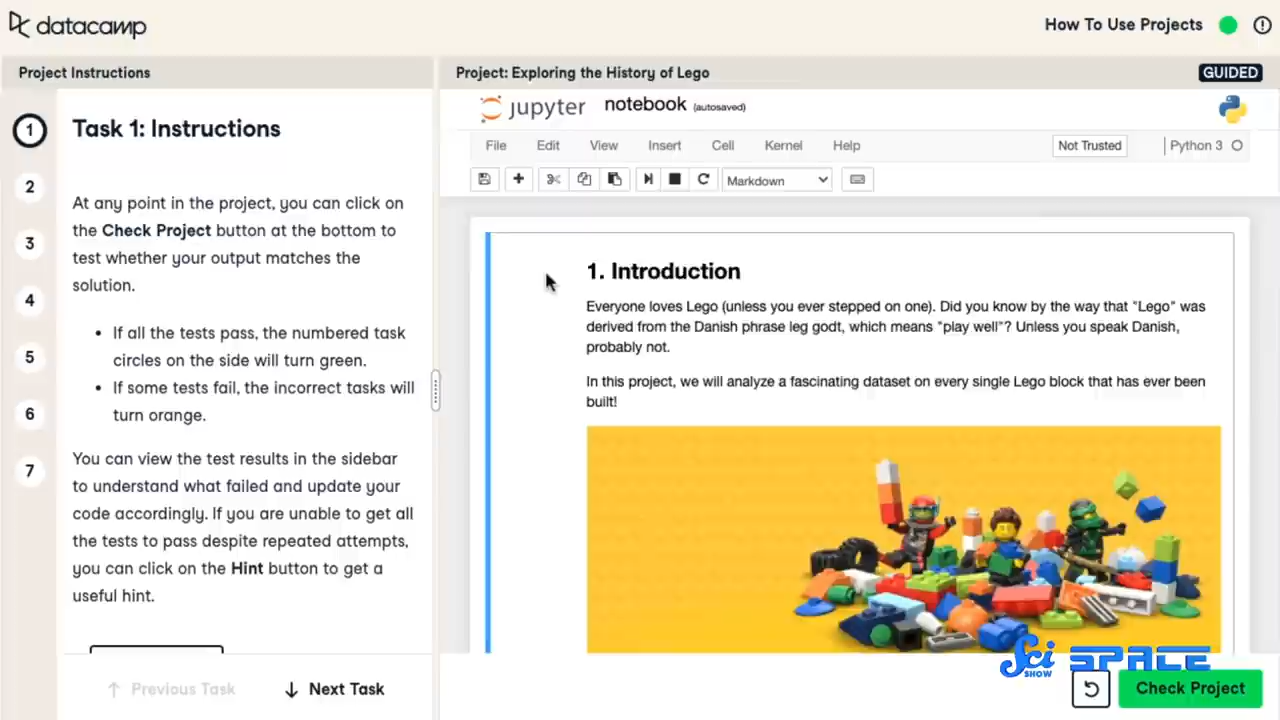 datacamp
How To Use Projects
Project Instructions
Project: Exploring the History of Lego
GUIDED
1
2
3
4
5
6
7
Task 1: Instructions
At any point in the project, you can click on
the Check Project button at the bottom to
test whether your output matches the
solution.
If all the tests pass, the numbered task
circles on the side will turn green.
If some tests fail, the incorrect tasks will
turn orange.
You can view the test results in the sidebar
to understand what failed and update your
code accordingly. If you are unable to get all
the tests to pass despite repeated attempts,
you can click on the Hint button to get a
useful hint.
Previous Task
Next Task
jupyter notebook (autosaved)
File Edit View Insert Cell Kernel Help
Not Trusted
Python 3
Markdown
1. Introduction
Everyone loves Lego (unless you ever stepped on one). Did you know by the way that "Lego" was
derived from the Danish phrase leg godt, which means "play well"? Unless you speak Danish,
probably not.
In this project, we will analyze a fascinating dataset on every single Lego block that has ever been
built!
Sci SHOW SPACE
Check Project